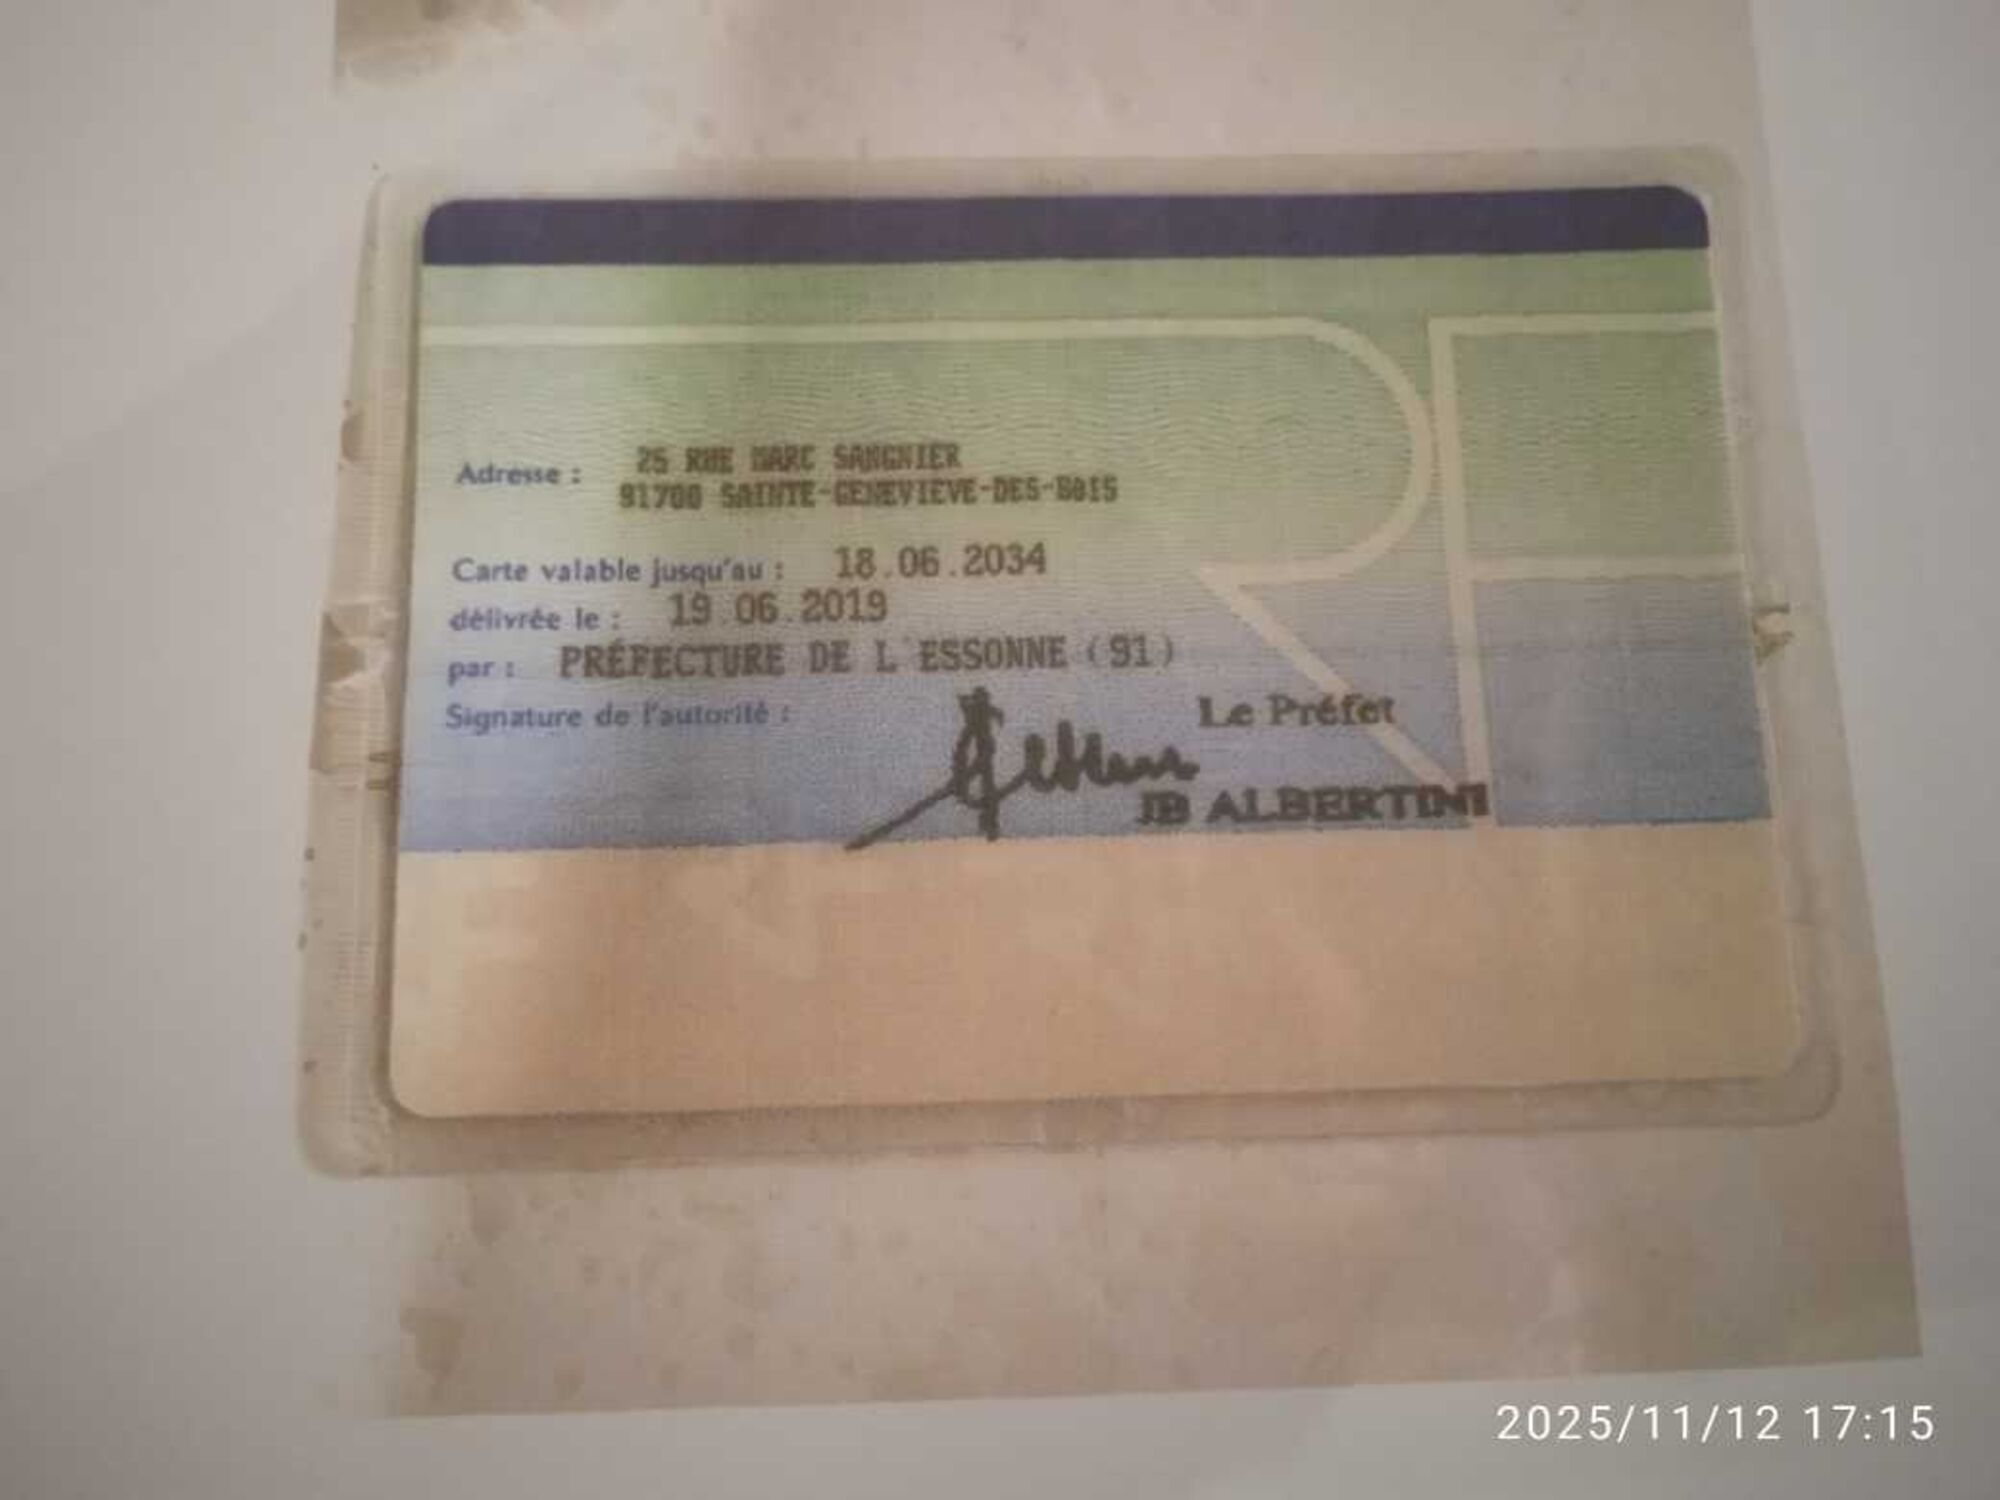 Adresse : 25 RUE MARC SANGNIER
91700 SAINTE-GENEVIEVE-DES-BOIS
Carte valable jusqu'au : 18.06.2034
délivrée le : 19.06.2019
par : PRÉFECTURE DE L'ESSONNE (91)
Signature de l'autorité :
Le Préfet
JB ALBERTINI
RF
2025/11/12 17:15